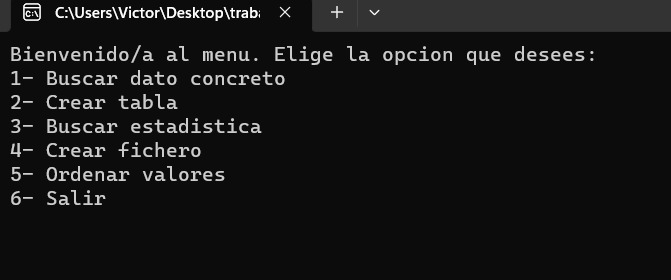 C:\Users\Victor\Desktop\traba
Bienvenido/a al menu. Elige la opcion que desees:
1- Buscar dato concreto
2- Crear tabla
3- Buscar estadistica
4- Crear fichero
5- Ordenar valores
6- Salir